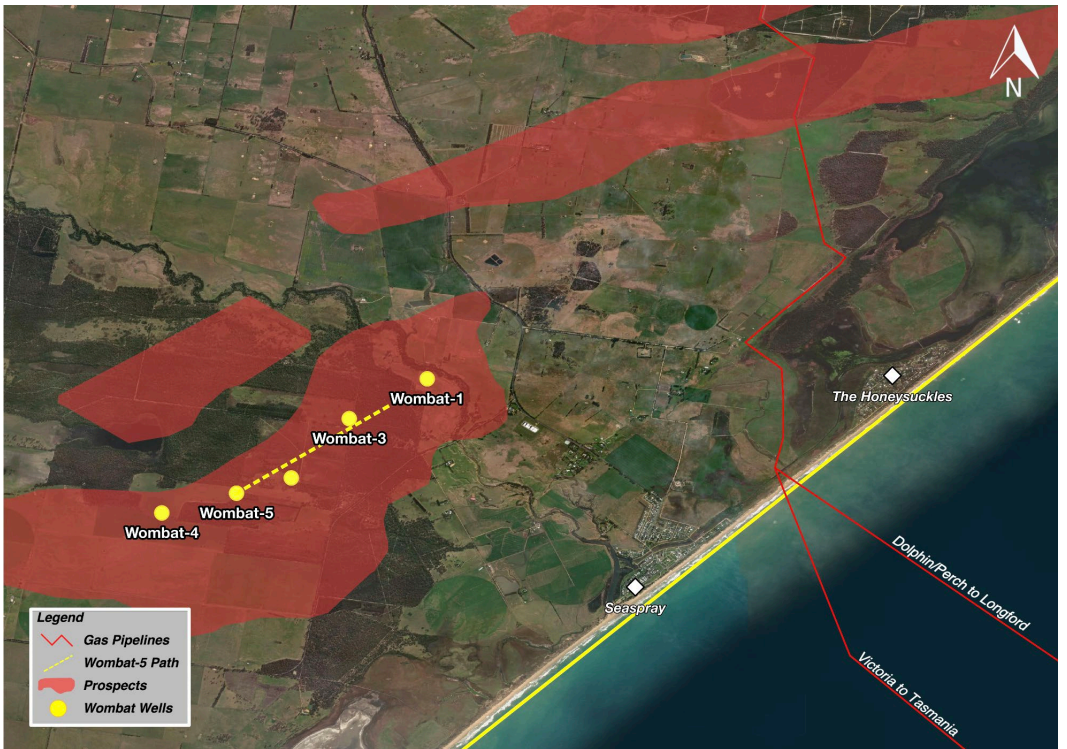 N
The Honeysuckles
Wombat-1
Wombat-3
Wombat-5
Wombat-4
Dolphin/Perch to Longford
Seaspray
Victoria to Tasmania
Legend
Gas Pipelines
Wombat-5 Path
Prospects
Wombat Wells